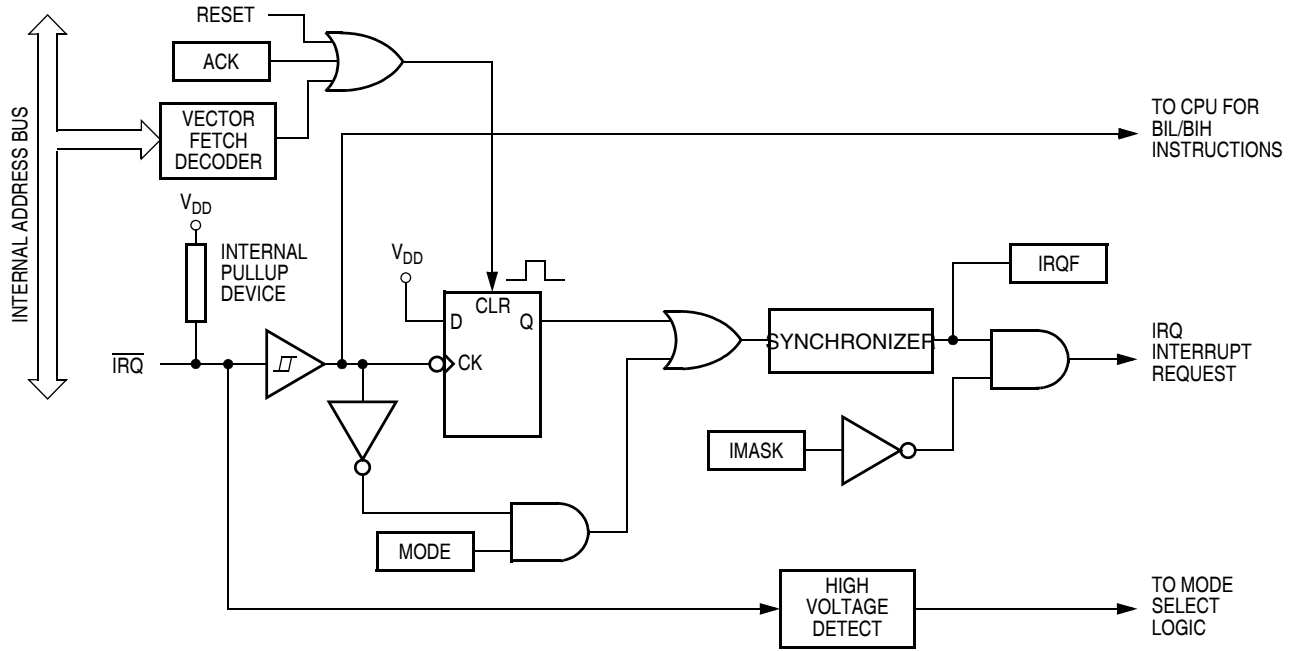 RESET
ACK
INTERNAL ADDRESS BUS
VECTOR
FETCH
DECODER
TO CPU FOR
BIL/BIH
INSTRUCTIONS
VDD
INTERNAL
PULLUP
DEVICE
VDD
CLR
D
Q
CK
IRQ
SYNCHRONIZER
IRQF
IRQ
INTERRUPT
REQUEST
IMASK
MODE
HIGH
VOLTAGE
DETECT
TO MODE
SELECT
LOGIC